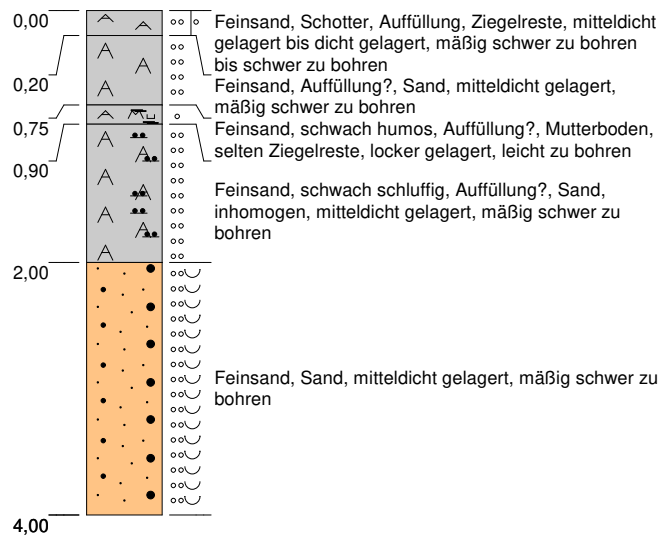 0,00
Feinsand, Schotter, Auffüllung, Ziegelreste, mitteldicht
gelagert bis dicht gelagert, mäßig schwer zu bohren
bis schwer zu bohren
0,20
Feinsand, Auffüllung?, Sand, mitteldicht gelagert,
mäßig schwer zu bohren
0,75
Feinsand, schwach humos, Auffüllung?, Mutterboden,
selten Ziegelreste, locker gelagert, leicht zu bohren
0,90
Feinsand, schwach schluffig, Auffüllung?, Sand,
inhomogen, mitteldicht gelagert, mäßig schwer zu
bohren
2,00
Feinsand, Sand, mitteldicht gelagert, mäßig schwer zu
bohren
4,00